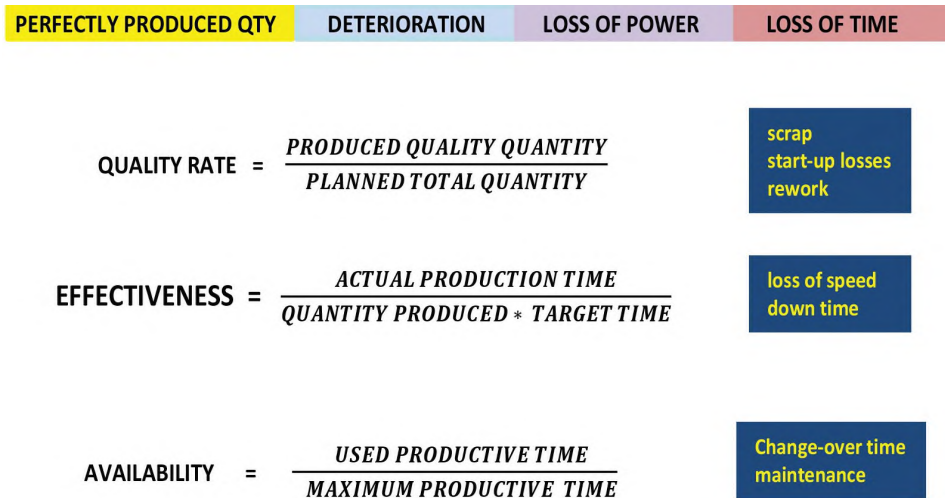 PERFECTLY PRODUCED QTY DETERIORATION LOSS OF POWER LOSS OF TIME
PRODUCED QUALITY QUANTITY
QUALITY RATE =
PLANNED TOTAL QUANTITY
scrap
start-up losses
rework
ACTUAL PRODUCTION TIME
EFFECTIVENESS =
QUANTITY PRODUCED * TARGET TIME
loss of speed
down time
USED PRODUCTIVE TIME
AVAILABILITY =
MAXIMUM PRODUCTIVE TIME
Change-over time
maintenance